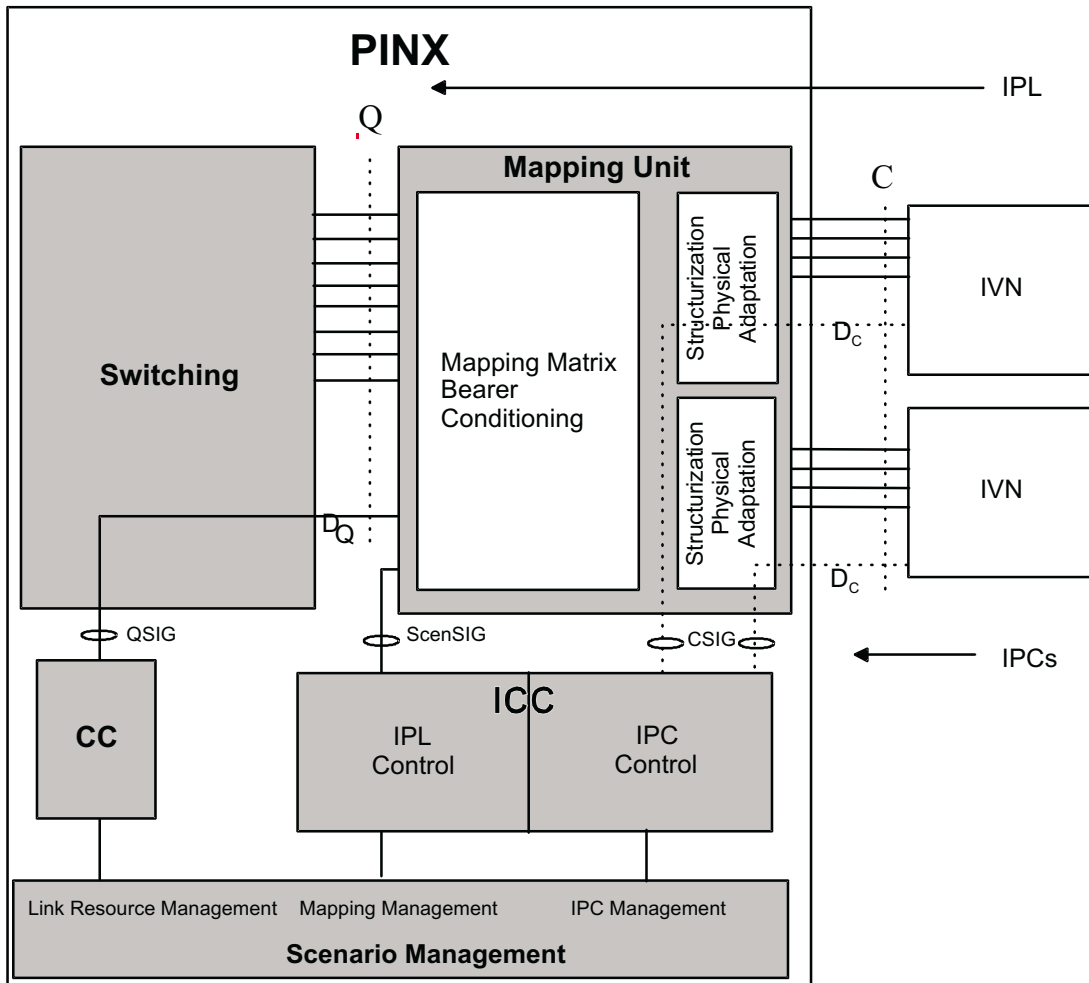 PINX
IPL
Q
C
Mapping Unit
Switching
Mapping Matrix
Bearer
Conditioning
Structurization
Physical
Adaptation
Structurization
Physical
Adaptation
IVN
IVN
DC
DC
DQ
QSIG
ScenSIG
CSIG
IPCs
CC
ICC
IPL
Control
IPC
Control
Link Resource Management
Mapping Management
IPC Management
Scenario Management